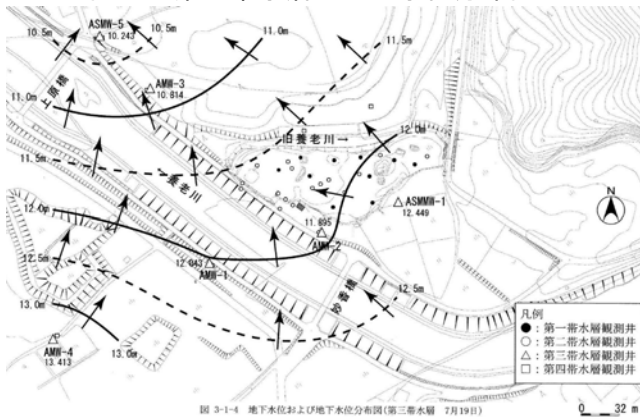 ASMW-5
10.243
10.5m
10.5m
11.0m
11.5m
AMW-3
10.814
上原橋
11.0m
旧養老川→
12.0m
11.5m
養老川
ASMMW-1
12.449
N
12.0m
11.895
AMW-2
12.043
AMW-1
12.5m
妙香橋
12.5m
13.0m
13.0m
AMW-4
13.413
凡例
●：第一帯水層観測井
○：第二帯水層観測井
△：第三帯水層観測井
□：第四帯水層観測井
図 3-1-4 地下水位および地下水位分布図(第三帯水層 7月19日)
0 32 m